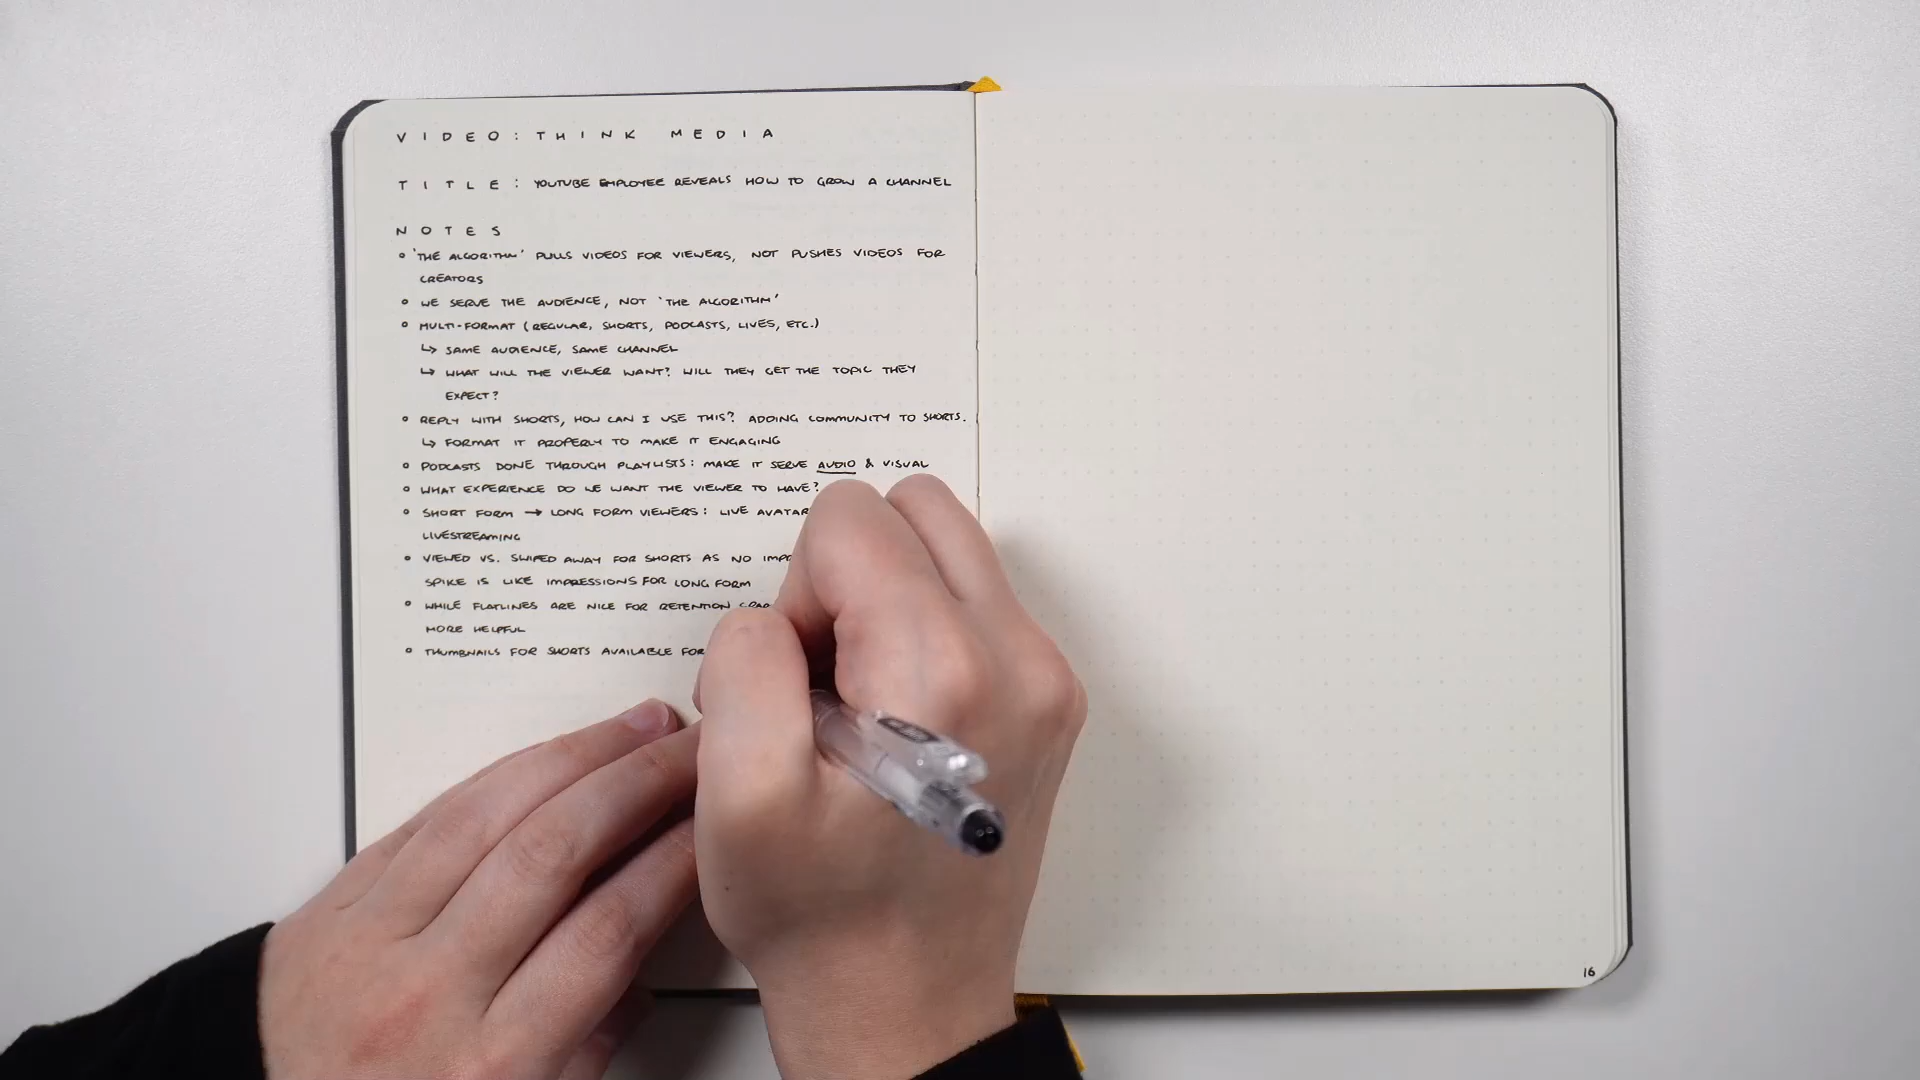 VIDEO: THINK MEDIA
TITLE: YOUTUBE EMPLOYEE REVEALS HOW TO GROW A CHANNEL
NOTES
'THE ALGORITHM' PULLS VIDEOS FOR VIEWERS, NOT PUSHES VIDEOS FOR
CREATORS
WE SERVE THE AUDIENCE, NOT 'THE ALGORITHM'
MULTI-FORMAT (REGULAR, SHORTS, PODCASTS, LIVES, ETC.)
↳ SAME AUDIENCE, SAME CHANNEL
↳ WHAT WILL THE VIEWER WANT? WILL THEY GET THE TOPIC THEY
EXPECT?
REPLY WITH SHORTS, HOW CAN I USE THIS? ADDING COMMUNITY TO SHORTS.
↳ FORMAT IT PROPERLY TO MAKE IT ENGAGING
PODCASTS DONE THROUGH PLAYLISTS: MAKE IT SERVE AUDIO & VISUAL
WHAT EXPERIENCE DO WE WANT THE VIEWER TO HAVE?
SHORT FORM → LONG FORM VIEWERS: LIVE AVATAR
LIVESTREAMING
VIEWED VS. SWIPED AWAY FOR SHORTS AS NO
SPIKE IS LIKE IMPRESSIONS FOR LONG FORM
WHILE FLATLINES ARE NICE FOR RETENTION
MORE HELPFUL
THUMBNAILS FOR SHORTS AVAILABLE FOR
16